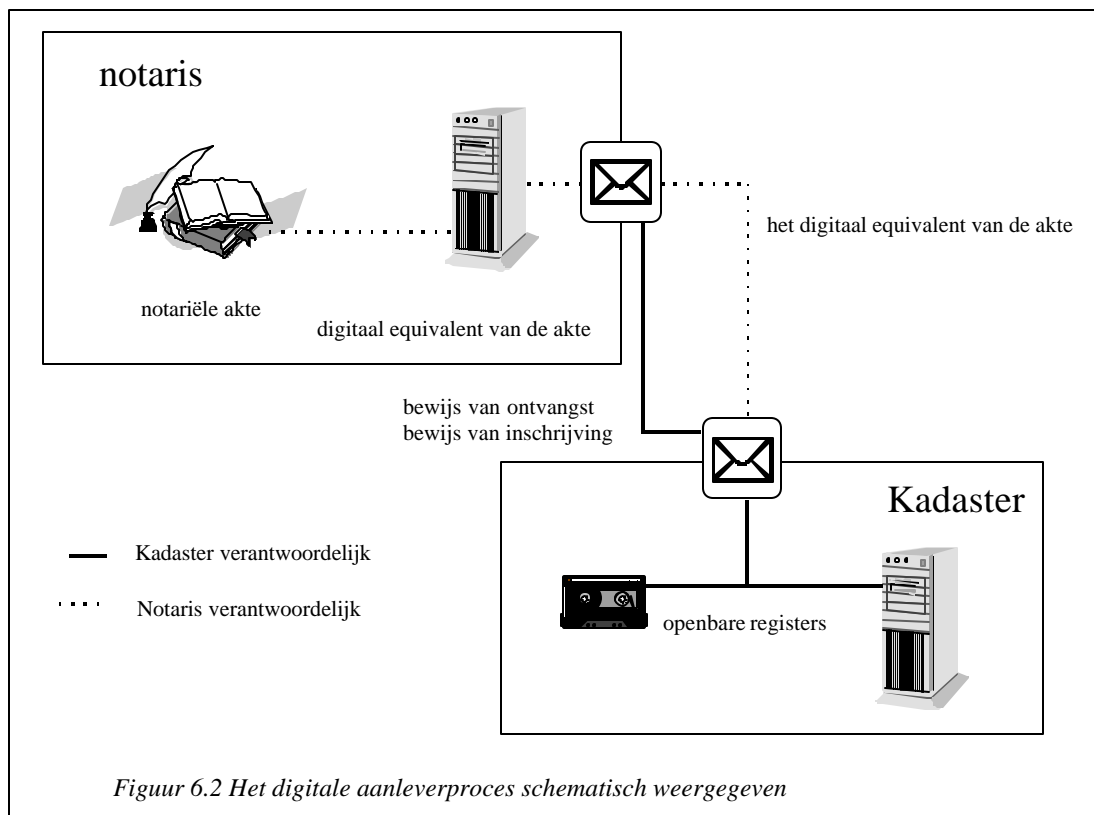 notaris
notariële akte
digitaal equivalent van de akte
het digitaal equivalent van de akte
bewijs van ontvangst
bewijs van inschrijving
Kadaster
Kadaster verantwoordelijk
Notaris verantwoordelijk
openbare registers
Figuur 6.2 Het digitale aanleverproces schematisch weergegeven